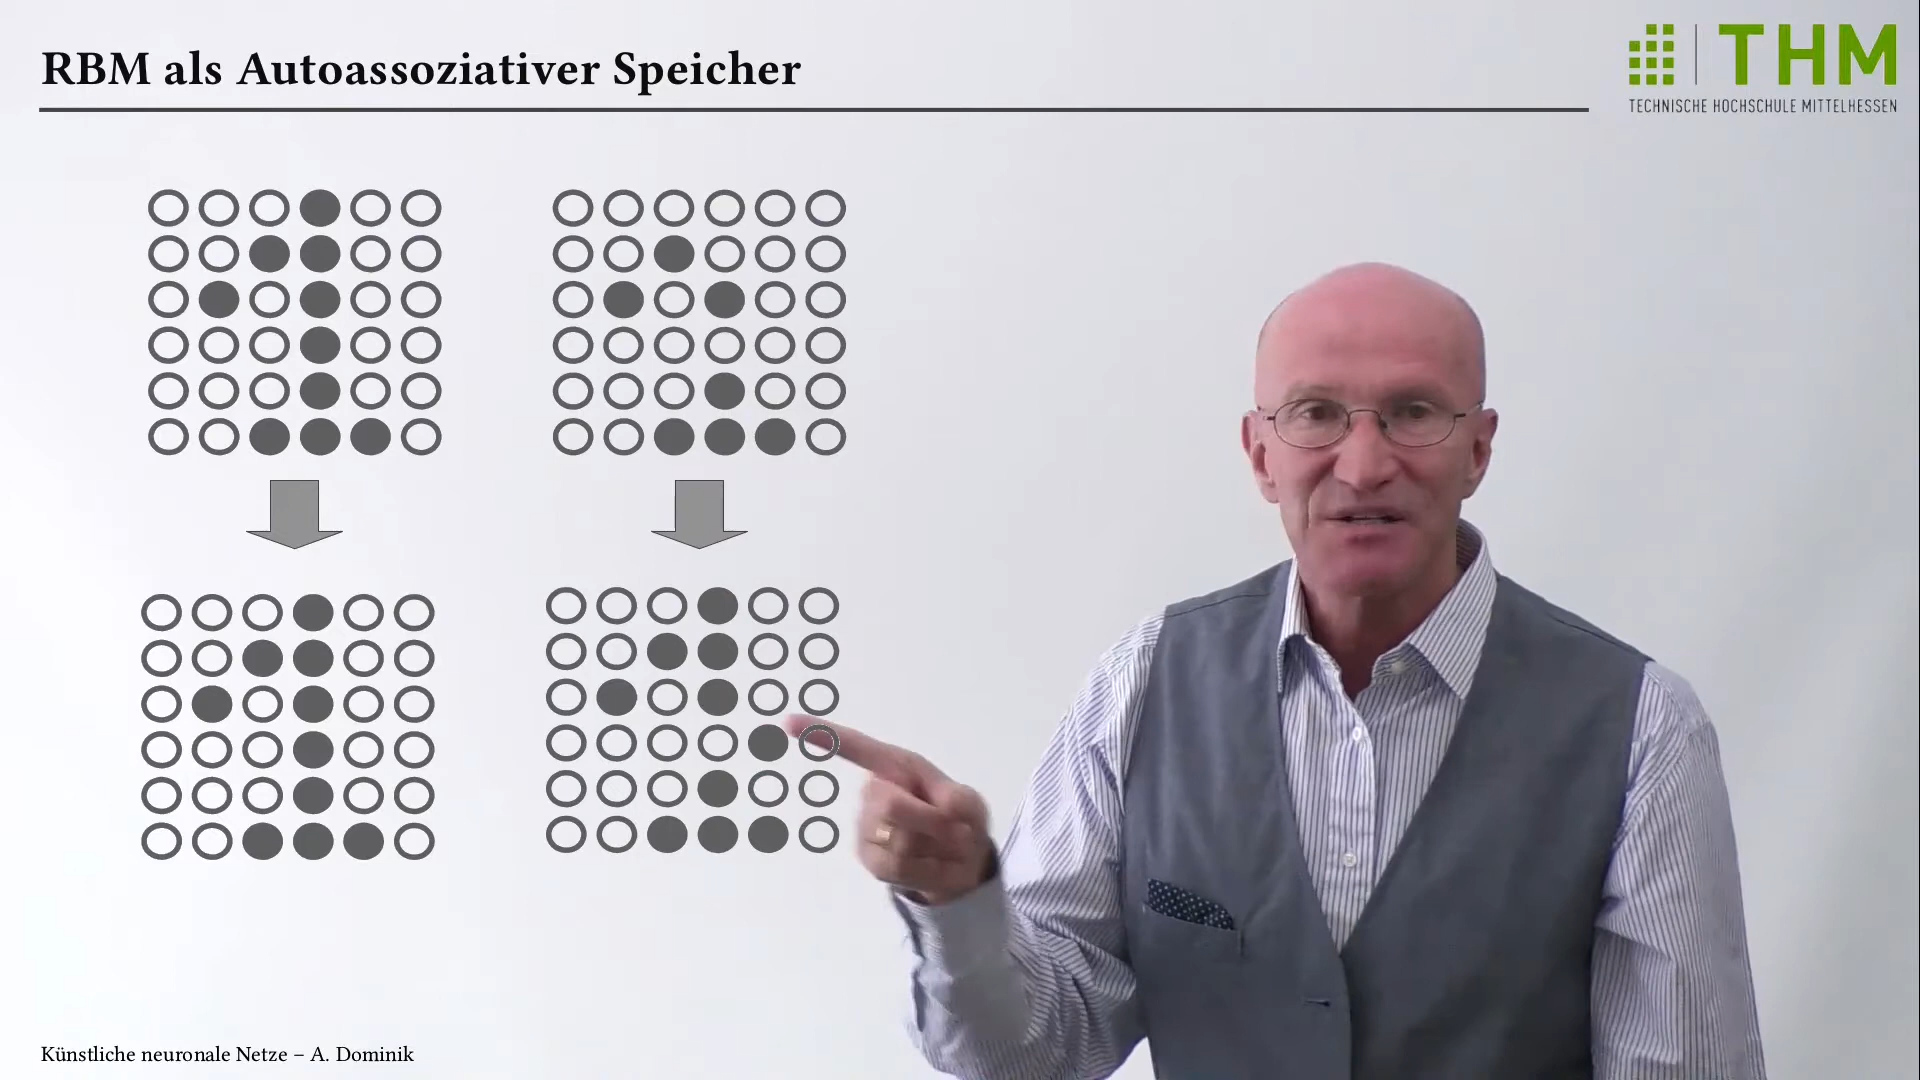 RBM als Autoassoziativer Speicher
THM
TECHNISCHE HOCHSCHULE MITTELHESSEN
Künstliche neuronale Netze – A. Dominik